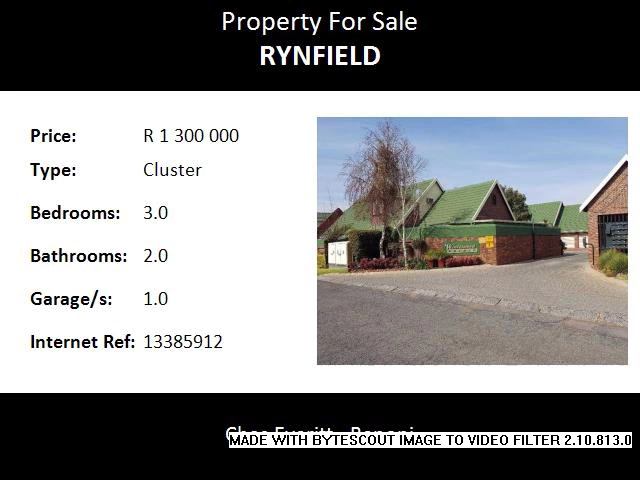 Property For Sale
RYNFIELD
Price: R 1 300 000
Type: Cluster
Bedrooms: 3.0
Bathrooms: 2.0
Garage/s: 1.0
Internet Ref: 13385912
MADE WITH BYTESCOUT IMAGE TO VIDEO FILTER 2.10.813.0